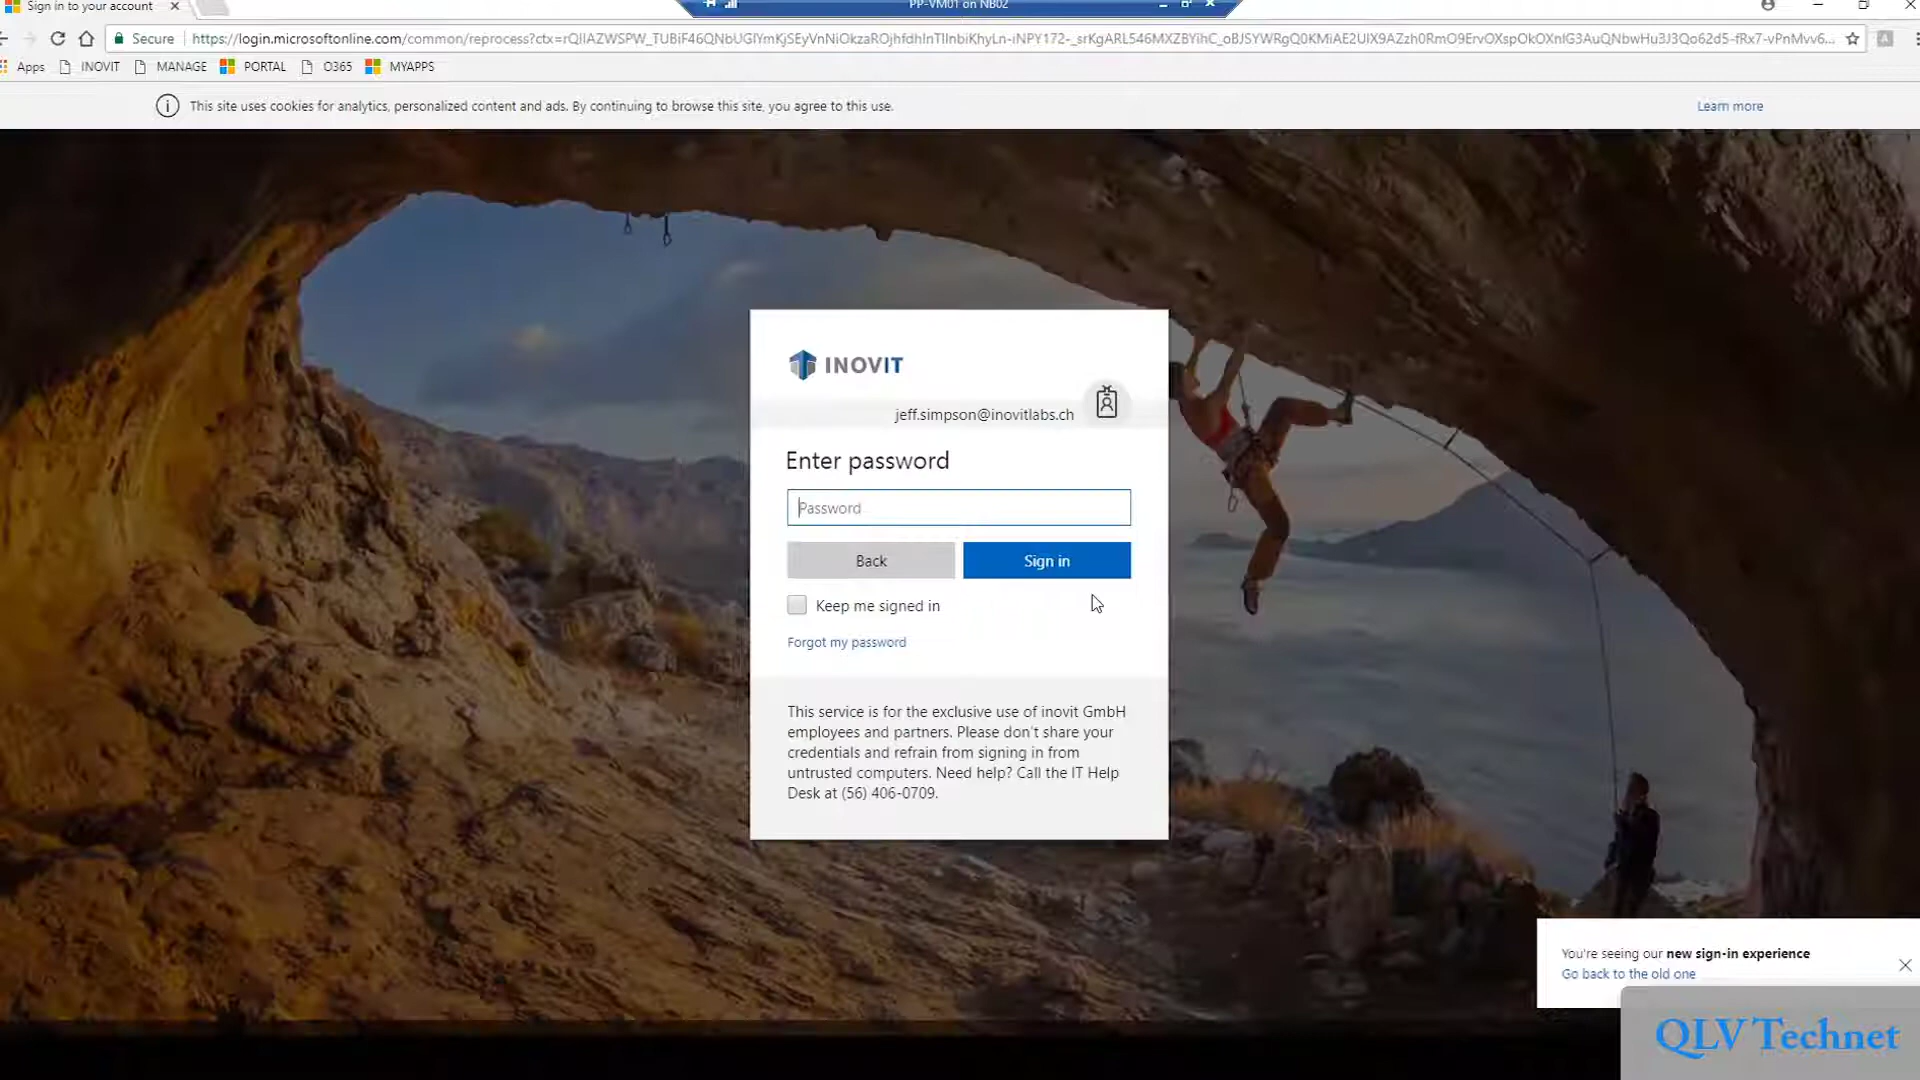 Sign in to your account
PP-VM01 on NB02
Secure
https://login.microsoftonline.com/common/reprocess?ctx=
Apps INOVIT MANAGE PORTAL O365 MYAPPS
This site uses cookies for analytics, personalized content and ads. By continuing to browse this site, you agree to this use.
Learn more
INOVIT
jeff.simpson@inovitlabs.ch
Enter password
Password
Back
Sign in
Keep me signed in
Forgot my password
This service is for the exclusive use of inovit GmbH
employees and partners. Please don't share your
credentials and refrain from signing in from
untrusted computers. Need help? Call the IT Help
Desk at (56) 406-0709.
You're seeing our new sign-in experience
Go back to the old one
QLV Technet